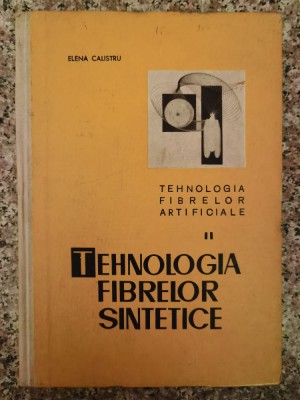 ELENA CALISTRU
TEHNOLOGIA
FIBRELOR
ARTIFICIALE
II
TEHNOLOGIA
FIBRELOR
SINTETICE